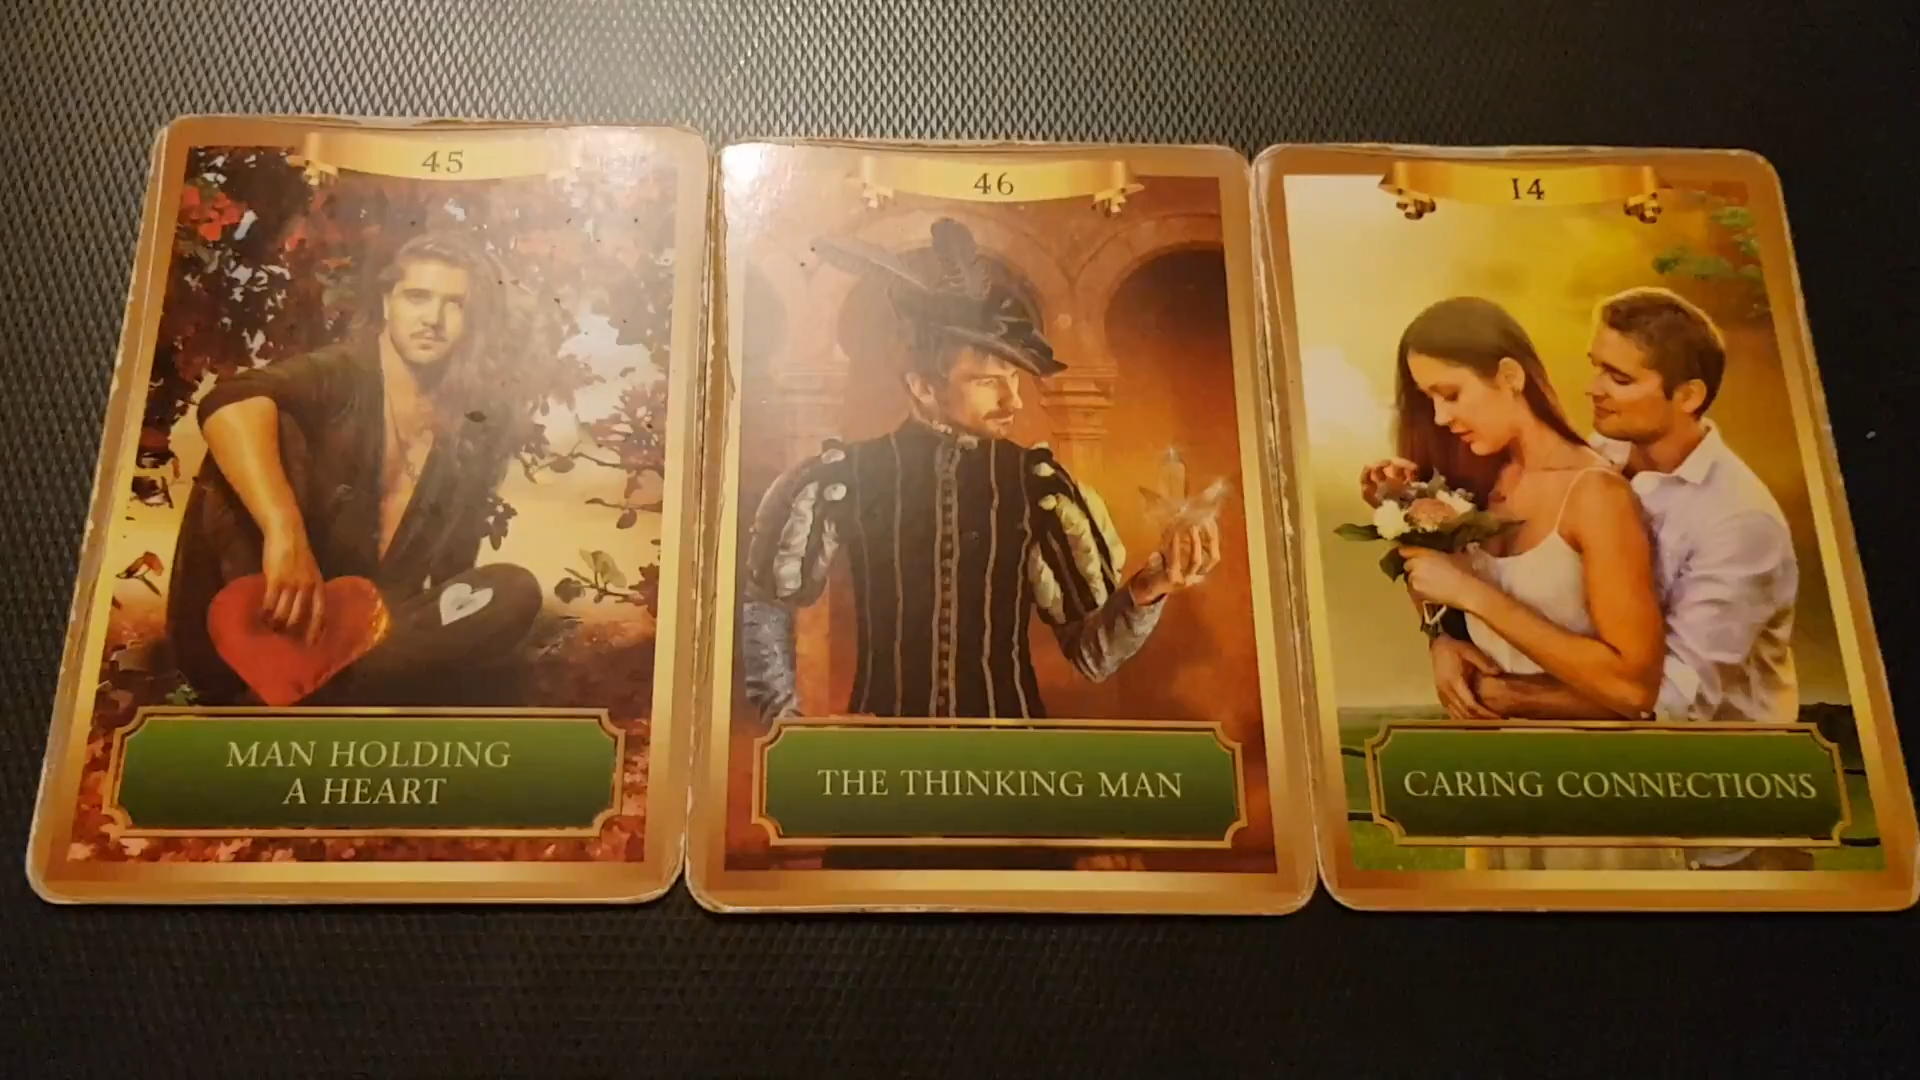 45
MAN HOLDING
A HEART
46
THE THINKING MAN
14
CARING CONNECTIONS